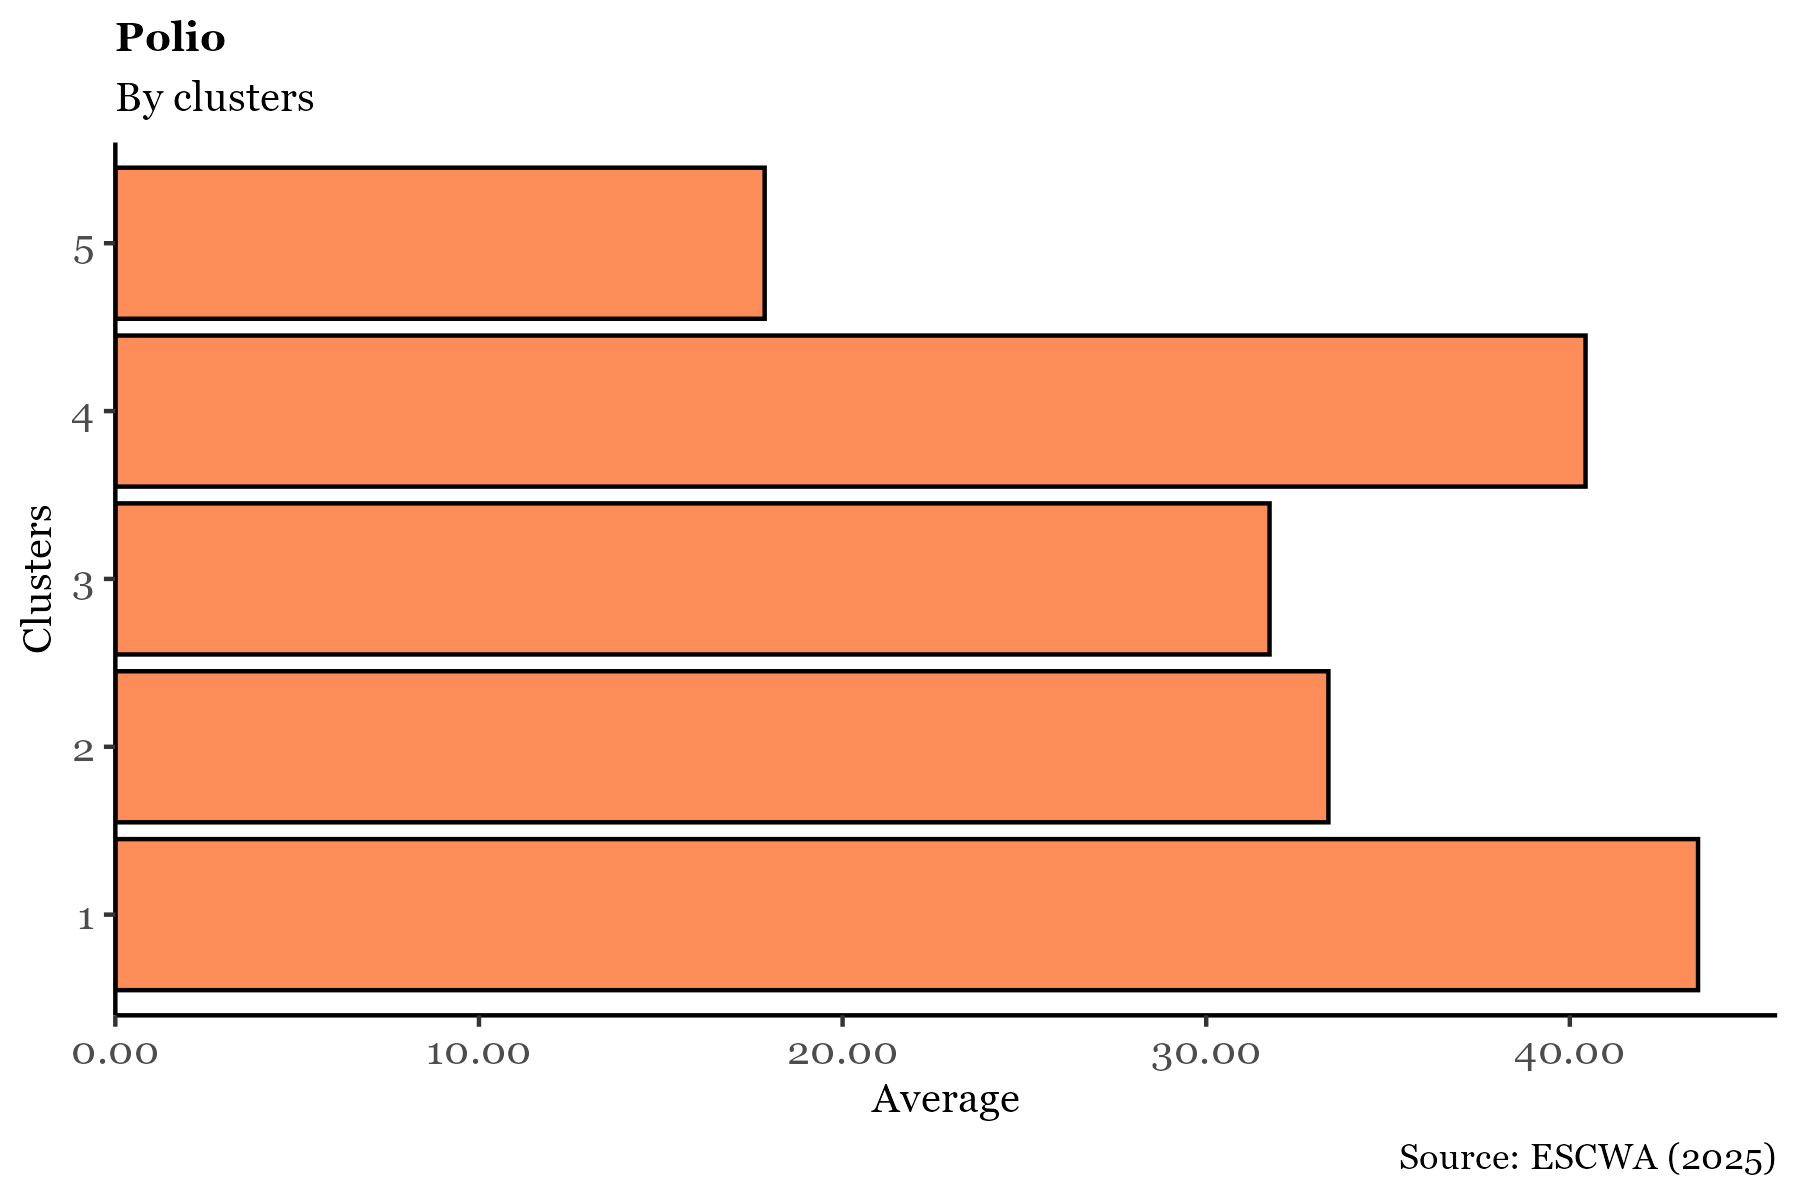 Polio
By clusters
5
4
3
2
1
Clusters
0.00 10.00 20.00 30.00 40.00
Average
Source: ESCWA (2025)